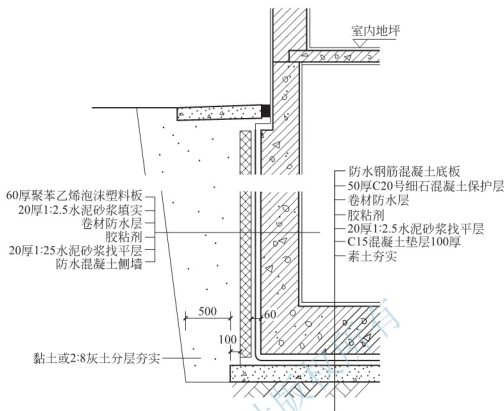 室内地坪
60厚聚苯乙烯泡沫塑料板
20厚1:2.5水泥砂浆填实
卷材防水层
胶粘剂
20厚1:25水泥砂浆找平层
防水混凝土侧墙
防水钢筋混凝土底板
50厚C20号细石混凝土保护层
卷材防水层
胶粘剂
20厚1:2.5水泥砂浆找平层
C15混凝土垫层100厚
素土夯实
500
60
100
黏土或2:8灰土分层夯实